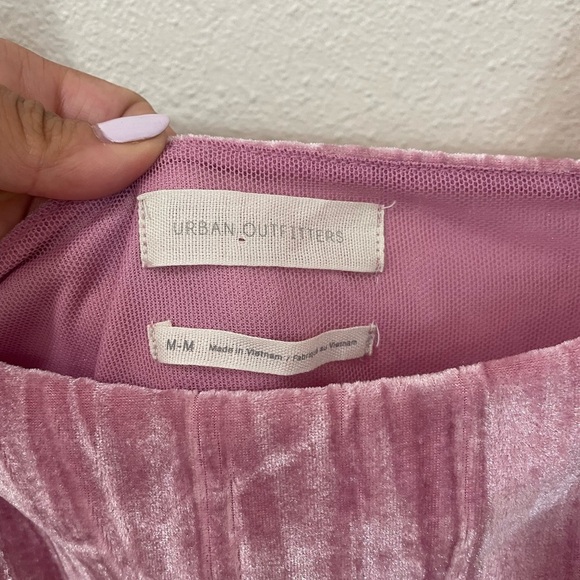 URBAN OUTFITTERS
M-M Made in Vietnam / Fabriqué au Vietnam